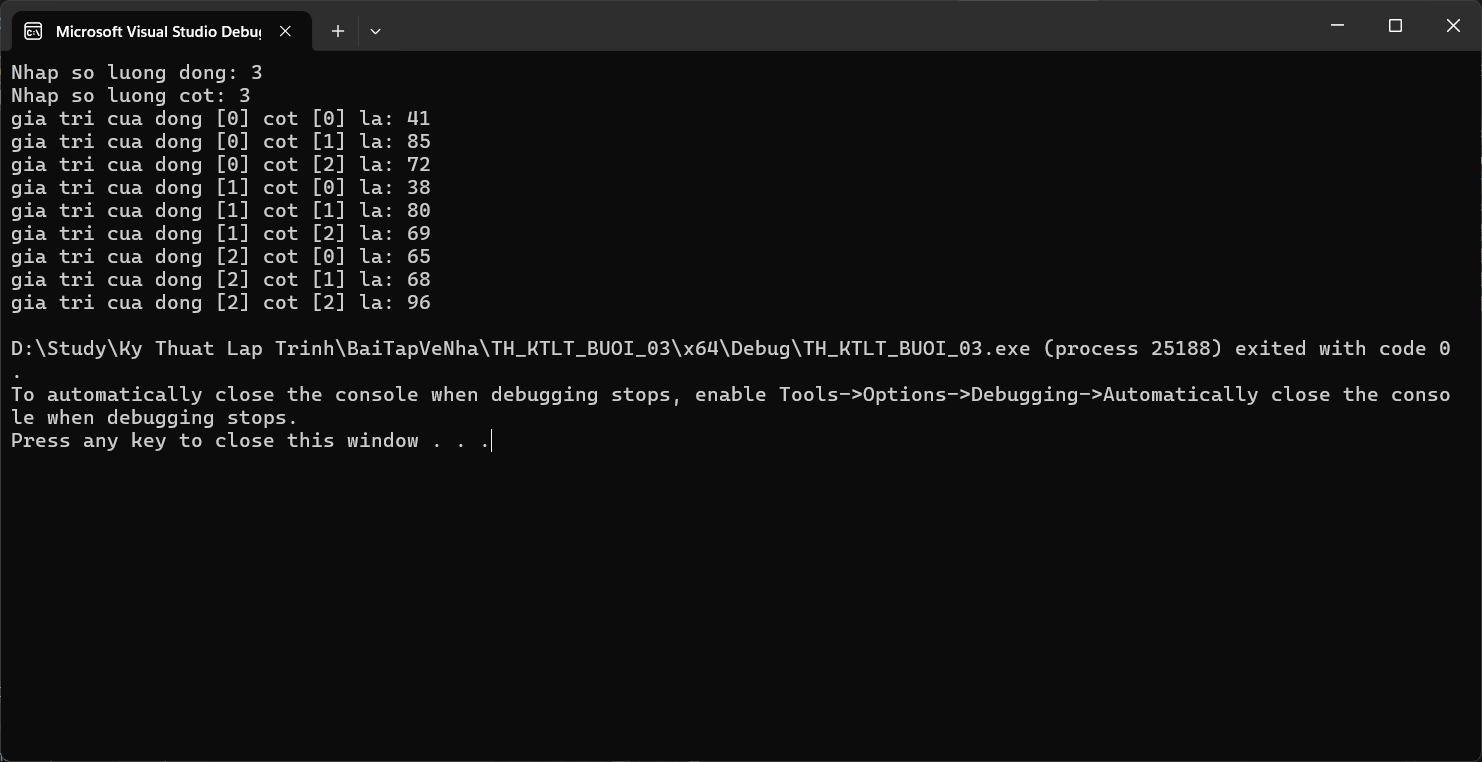 Microsoft Visual Studio Debug
Nhap so luong dong: 3
Nhap so luong cot: 3
gia tri cua dong [0] cot [0] la: 41
gia tri cua dong [0] cot [1] la: 85
gia tri cua dong [0] cot [2] la: 72
gia tri cua dong [1] cot [0] la: 38
gia tri cua dong [1] cot [1] la: 80
gia tri cua dong [1] cot [2] la: 69
gia tri cua dong [2] cot [0] la: 65
gia tri cua dong [2] cot [1] la: 68
gia tri cua dong [2] cot [2] la: 96
D:\Study\Ky Thuat Lap Trinh\BaiTapVeNha\TH_KTLT_BUOI_03\x64\Debug\TH_KTLT_BUOI_03.exe (process 25188) exited with code 0
.
To automatically close the console when debugging stops, enable Tools->Options->Debugging->Automatically close the conso
le when debugging stops.
Press any key to close this window . . .